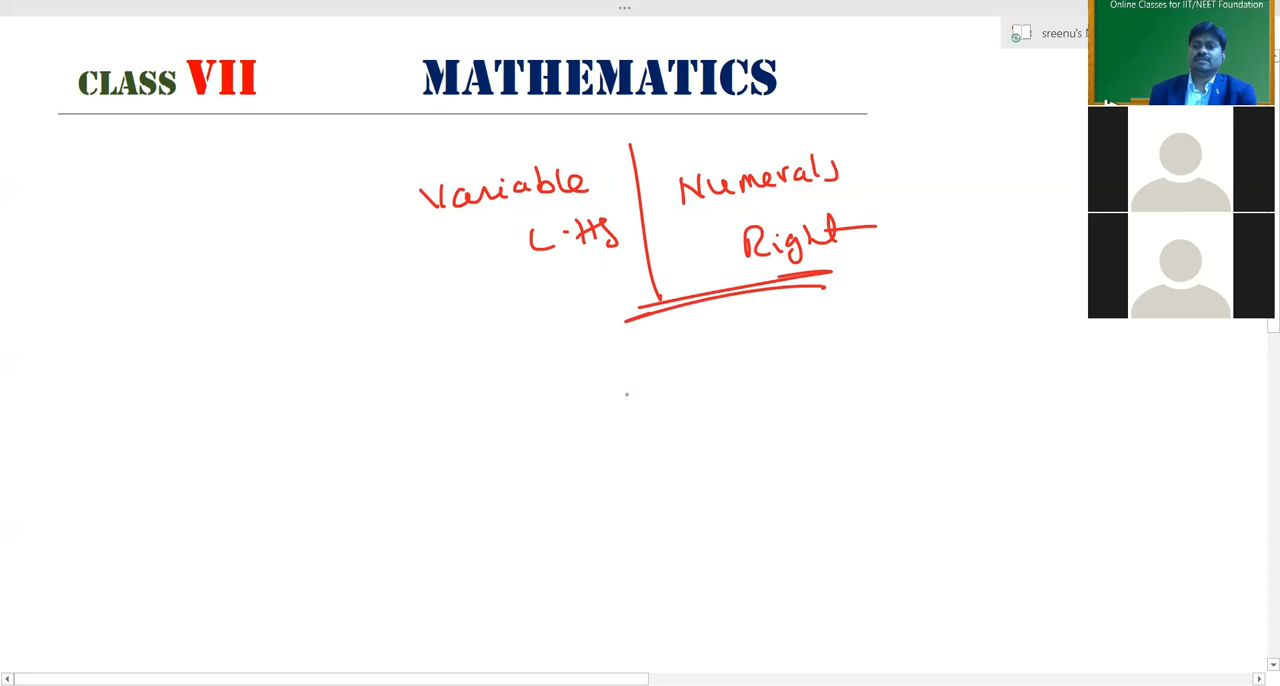 Online Classes for IIT/NEET Foundation
sreenu's
CLASS VII MATHEMATICS
Variable Numerals
L.HS Right